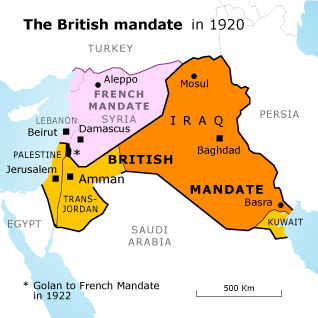 The British mandate in 1920
TURKEY
Aleppo
Mosul
FRENCH
MANDATE
SYRIA
LEBANON
IRAQ
PERSIA
Beirut
Damascus
Baghdad
PALESTINE
*
BRITISH
Jerusalem
Amman
MANDATE
TRANS-
JORDAN
Basra
EGYPT
SAUDI
ARABIA
KUWAIT
* Golan to French Mandate
in 1922
500 Km